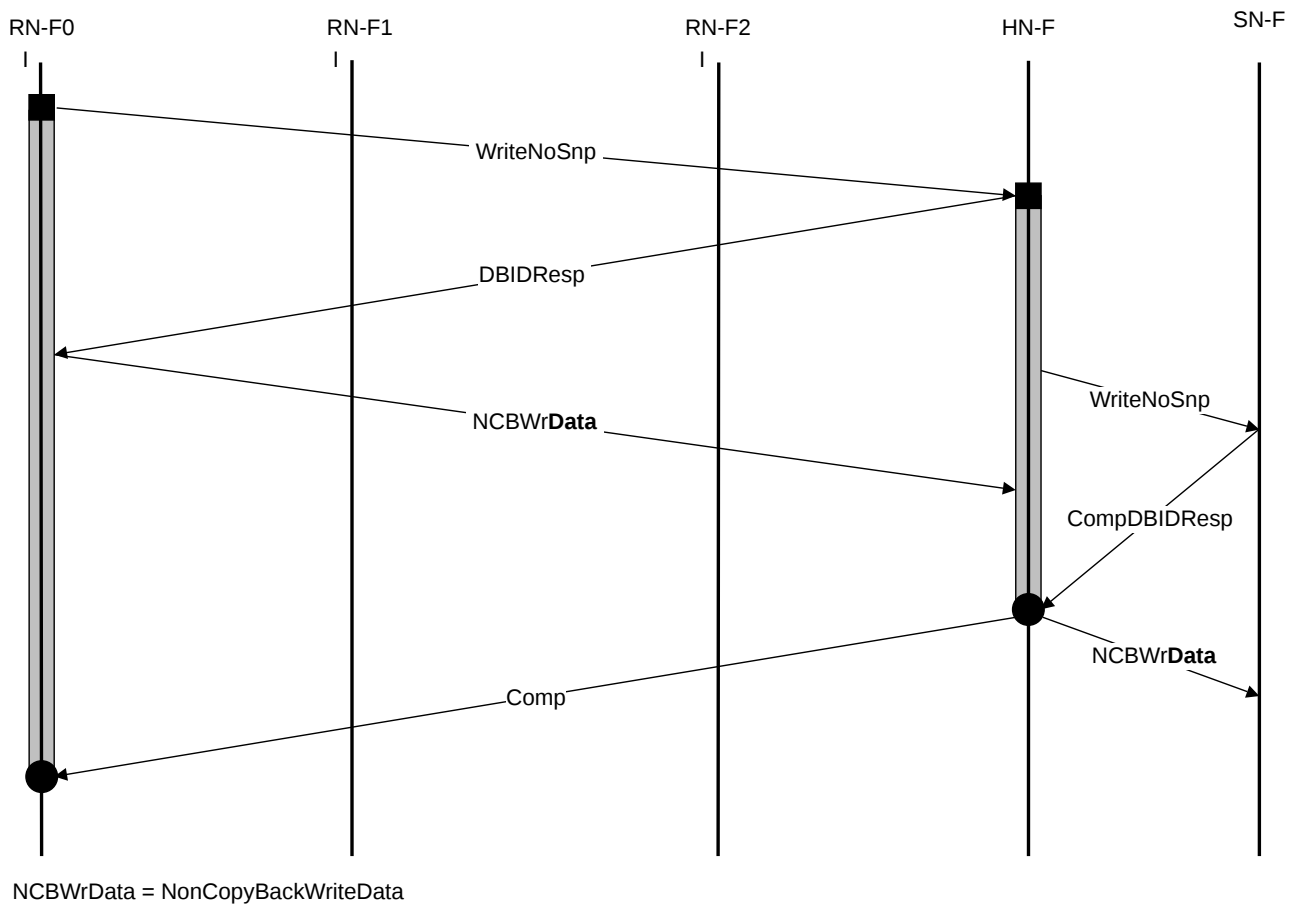 RN-F0
RN-F1
RN-F2
HN-F
SN-F
I
I
I
WriteNoSnp
DBIDResp
WriteNoSnp
NCBWrData
CompDBIDResp
NCBWrData
Comp
NCBWrData = NonCopyBackWriteData